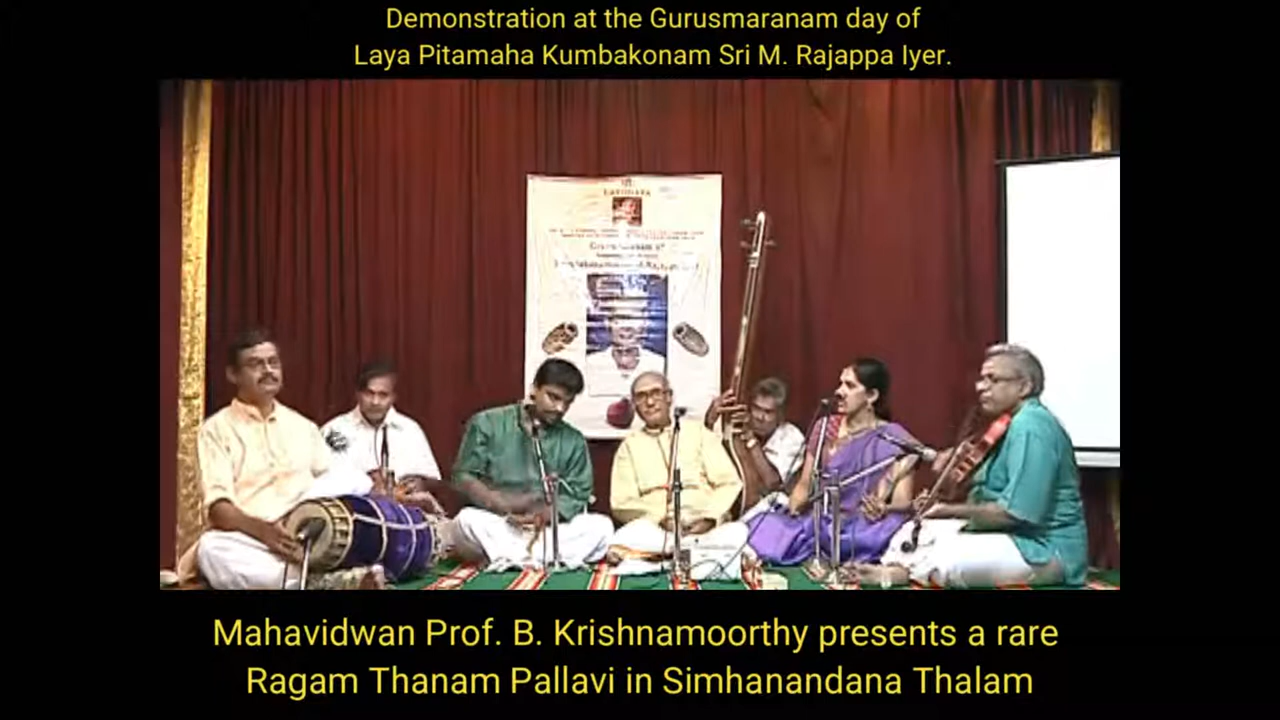 Demonstration at the Gurusmaranam day of
Laya Pitamaha Kumbakonam Sri M. Rajappa Iyer.
Mahavidwan Prof. B. Krishnamoorthy presents a rare
Ragam Thanam Pallavi in Simhanandana Thalam